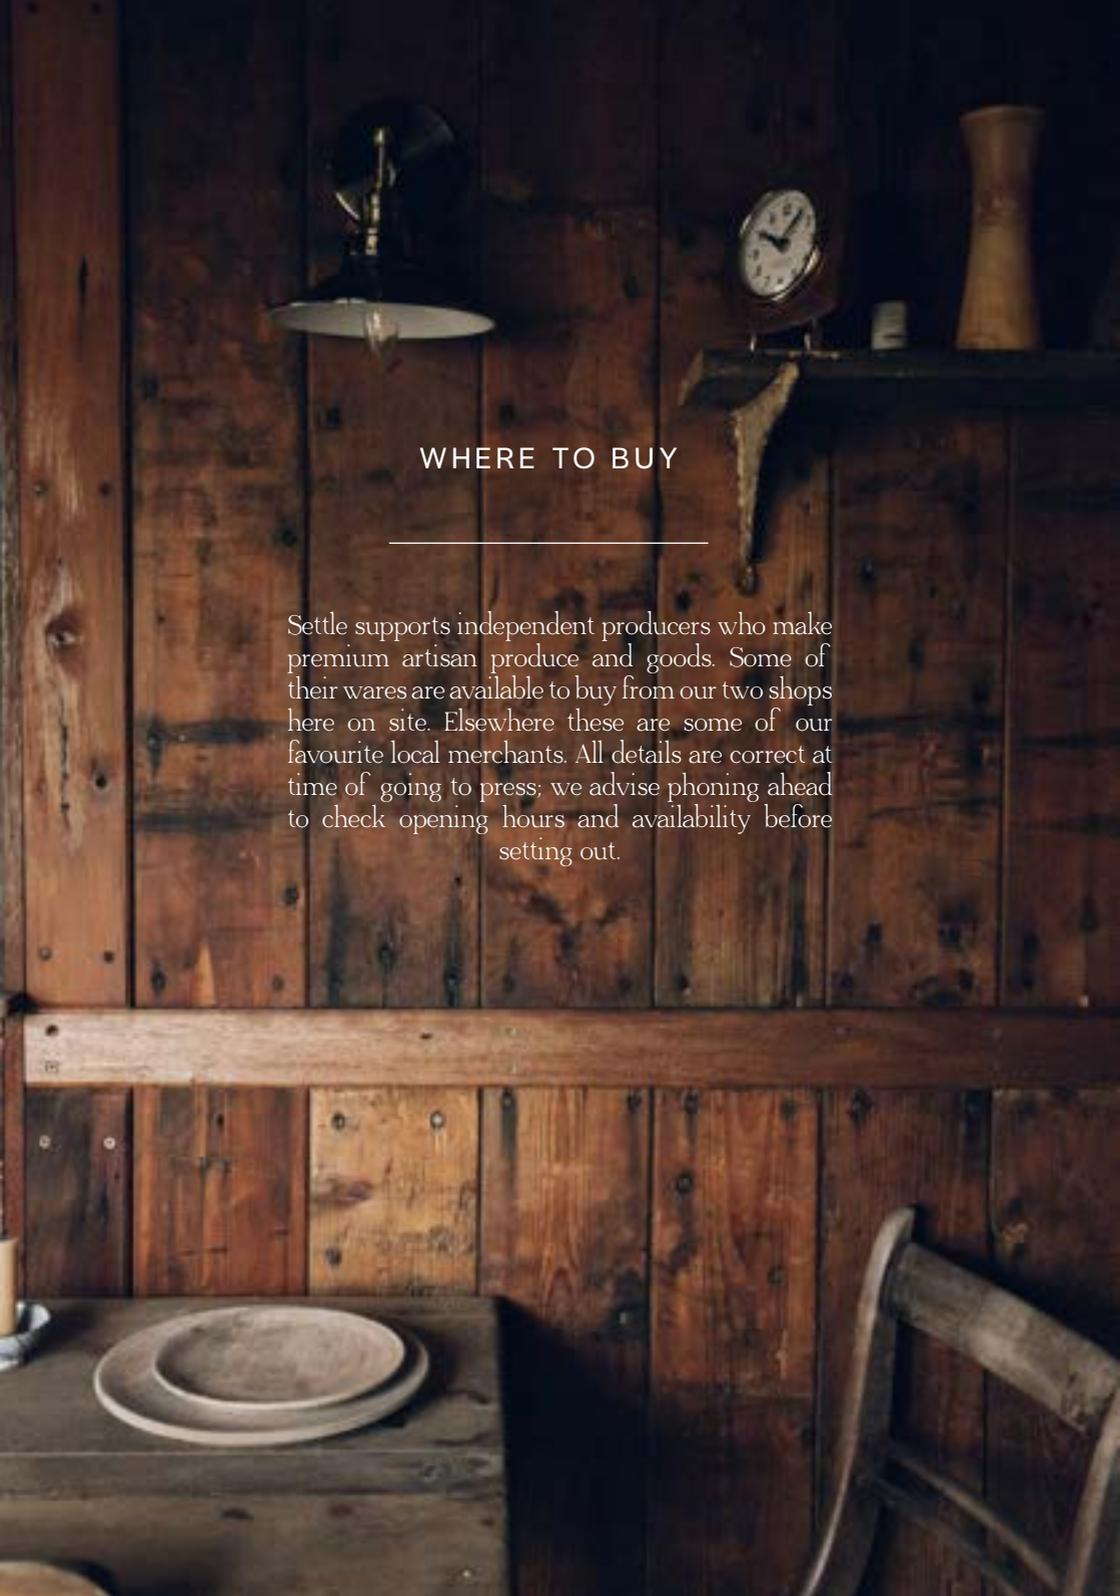 WHERE TO BUY
Settle supports independent producers who make
premium artisan produce and goods. Some of
their wares are available to buy from our two shops
here on site. Elsewhere these are some of our
favourite local merchants. All details are correct at
time of going to press; we advise phoning ahead
to check opening hours and availability before
setting out.